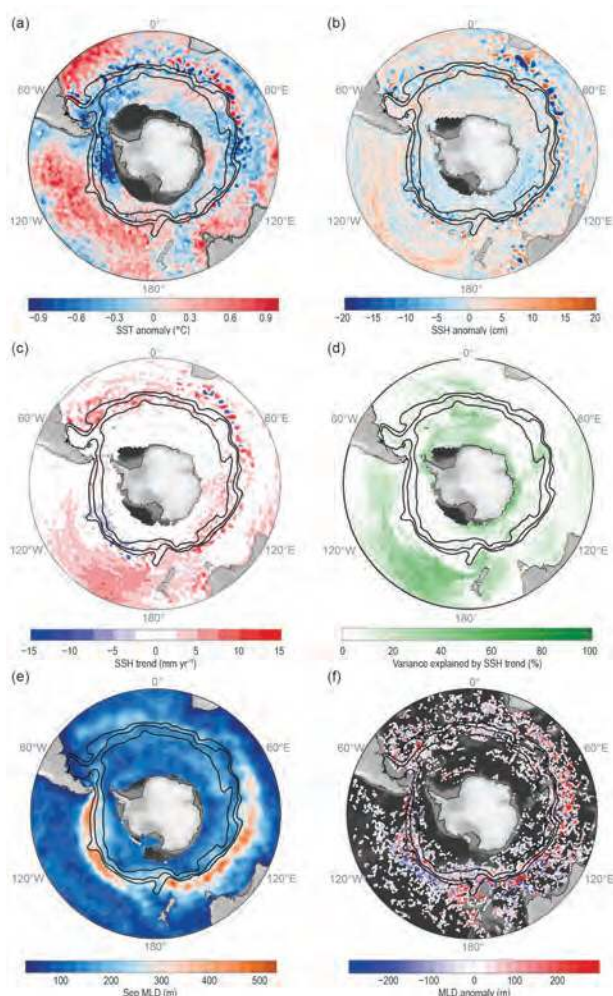 (a)
(b)
0°
0°
60°W
60°E
60°W
60°E
120°W
120°E
120°W
120°E
180°
180°
−0.9 −0.6 −0.3 0 0.3 0.6 0.9
−20 −15 −10 −5 0 5 10 15 20
SST anomaly (°C)
SSH anomaly (cm)
(c)
(d)
0°
0°
60°W
60°E
60°W
60°E
120°W
120°E
120°W
120°E
180°
180°
−15 −10 −5 0 5 10 15
0 20 40 60 80 100
SSH trend (mm yr⁻¹)
Variance explained by SSH trend (%)
(e)
(f)
0°
0°
60°W
60°E
60°W
60°E
120°W
120°E
120°W
120°E
180°
180°
100 200 300 400 500
−200 −100 0 100 200
Sep MLD (m)
MLD anomaly (m)